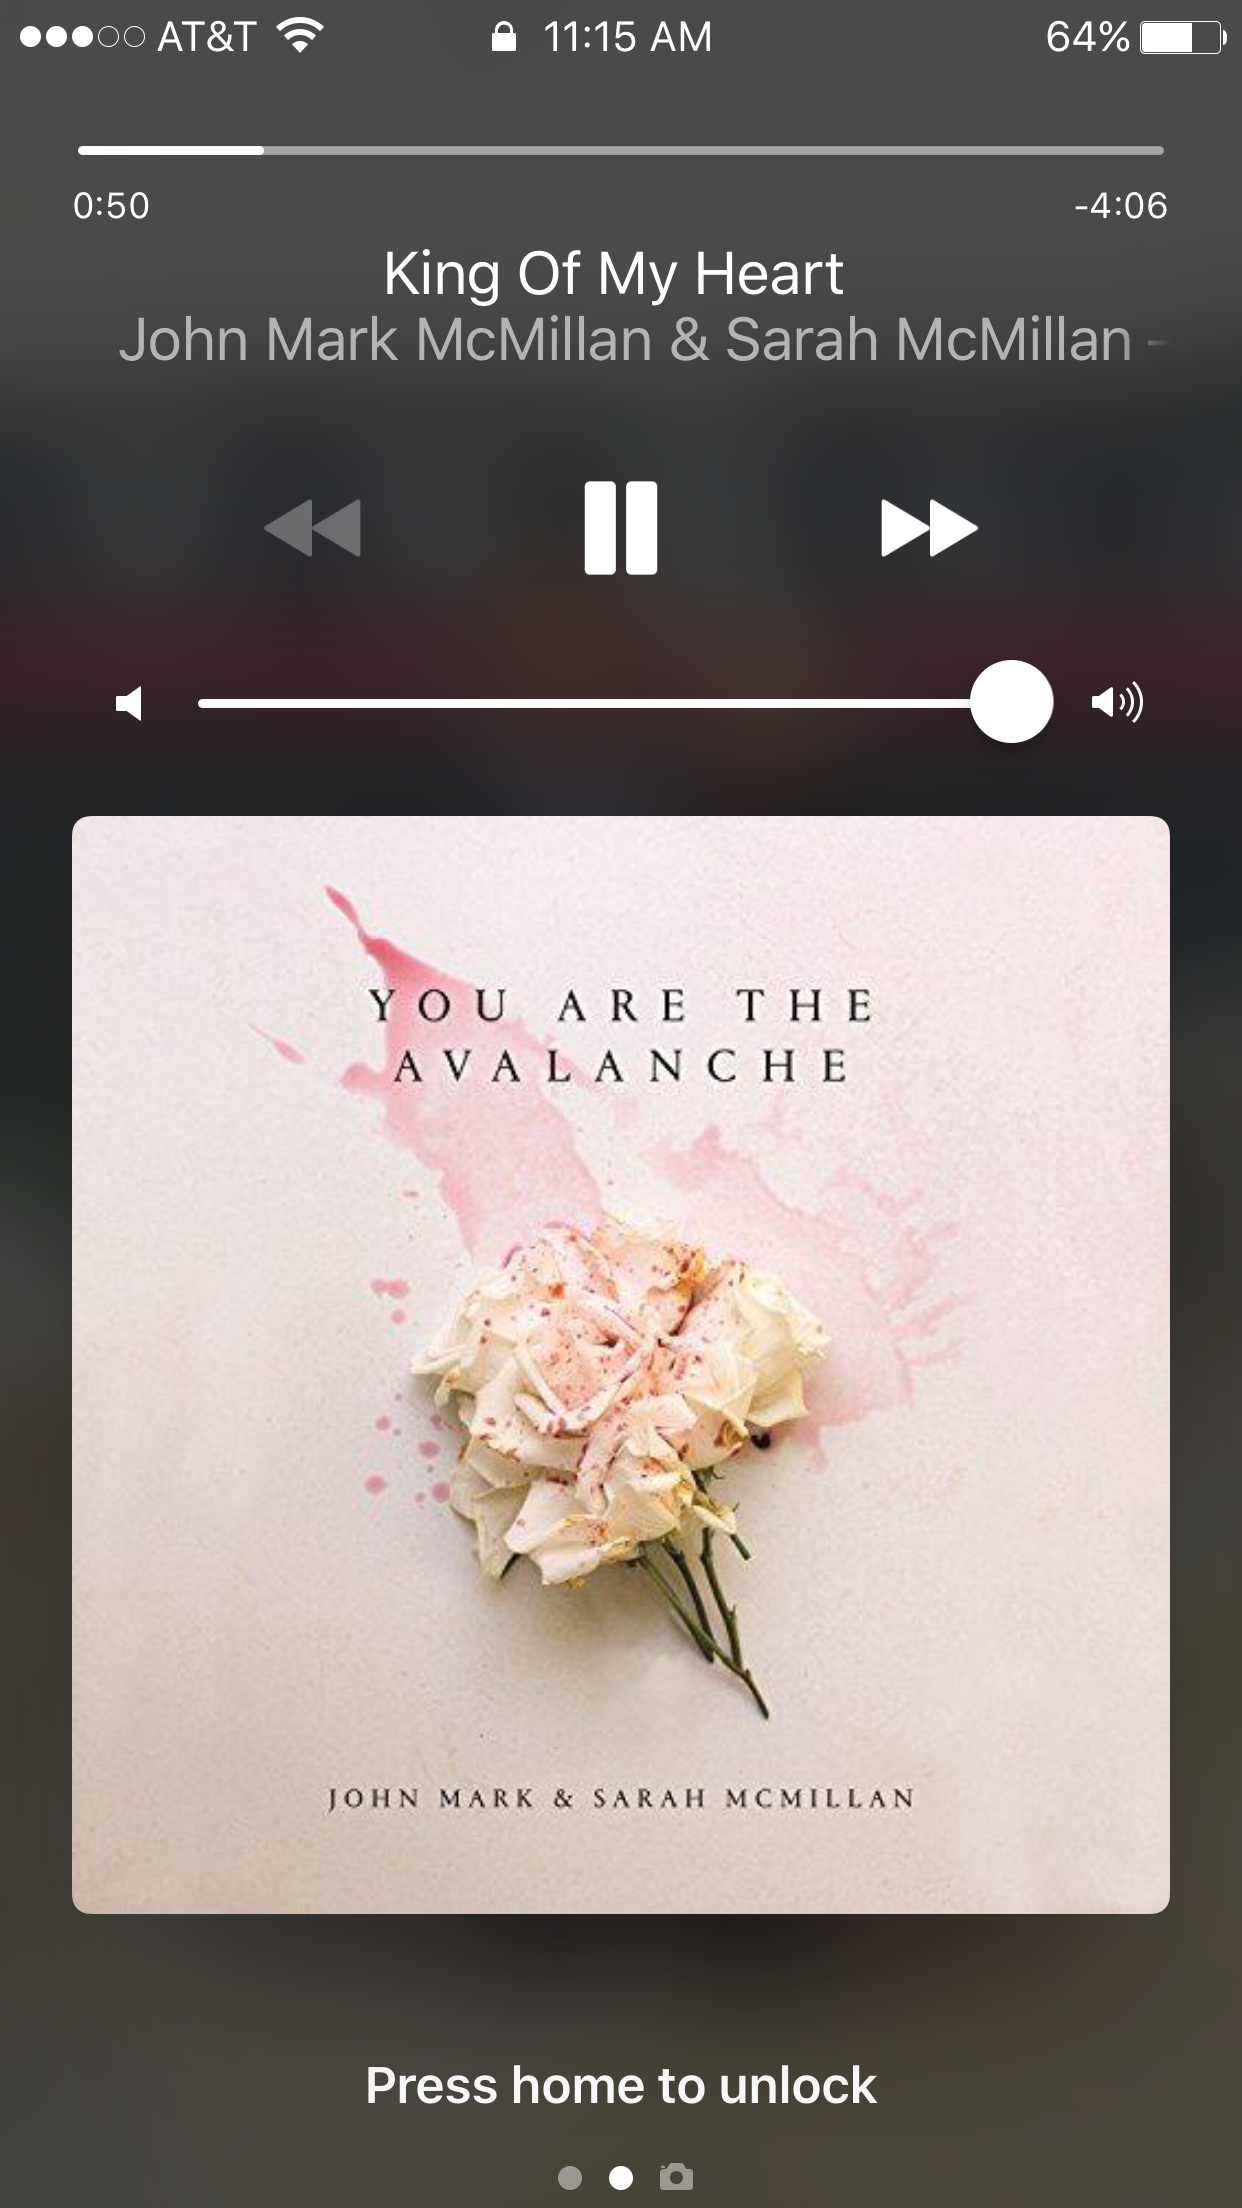 AT&T 11:15 AM 64%
0:50 -4:06
King Of My Heart
John Mark McMillan & Sarah McMillan -
YOU ARE THE
AVALANCHE
JOHN MARK & SARAH MCMILLAN
Press home to unlock